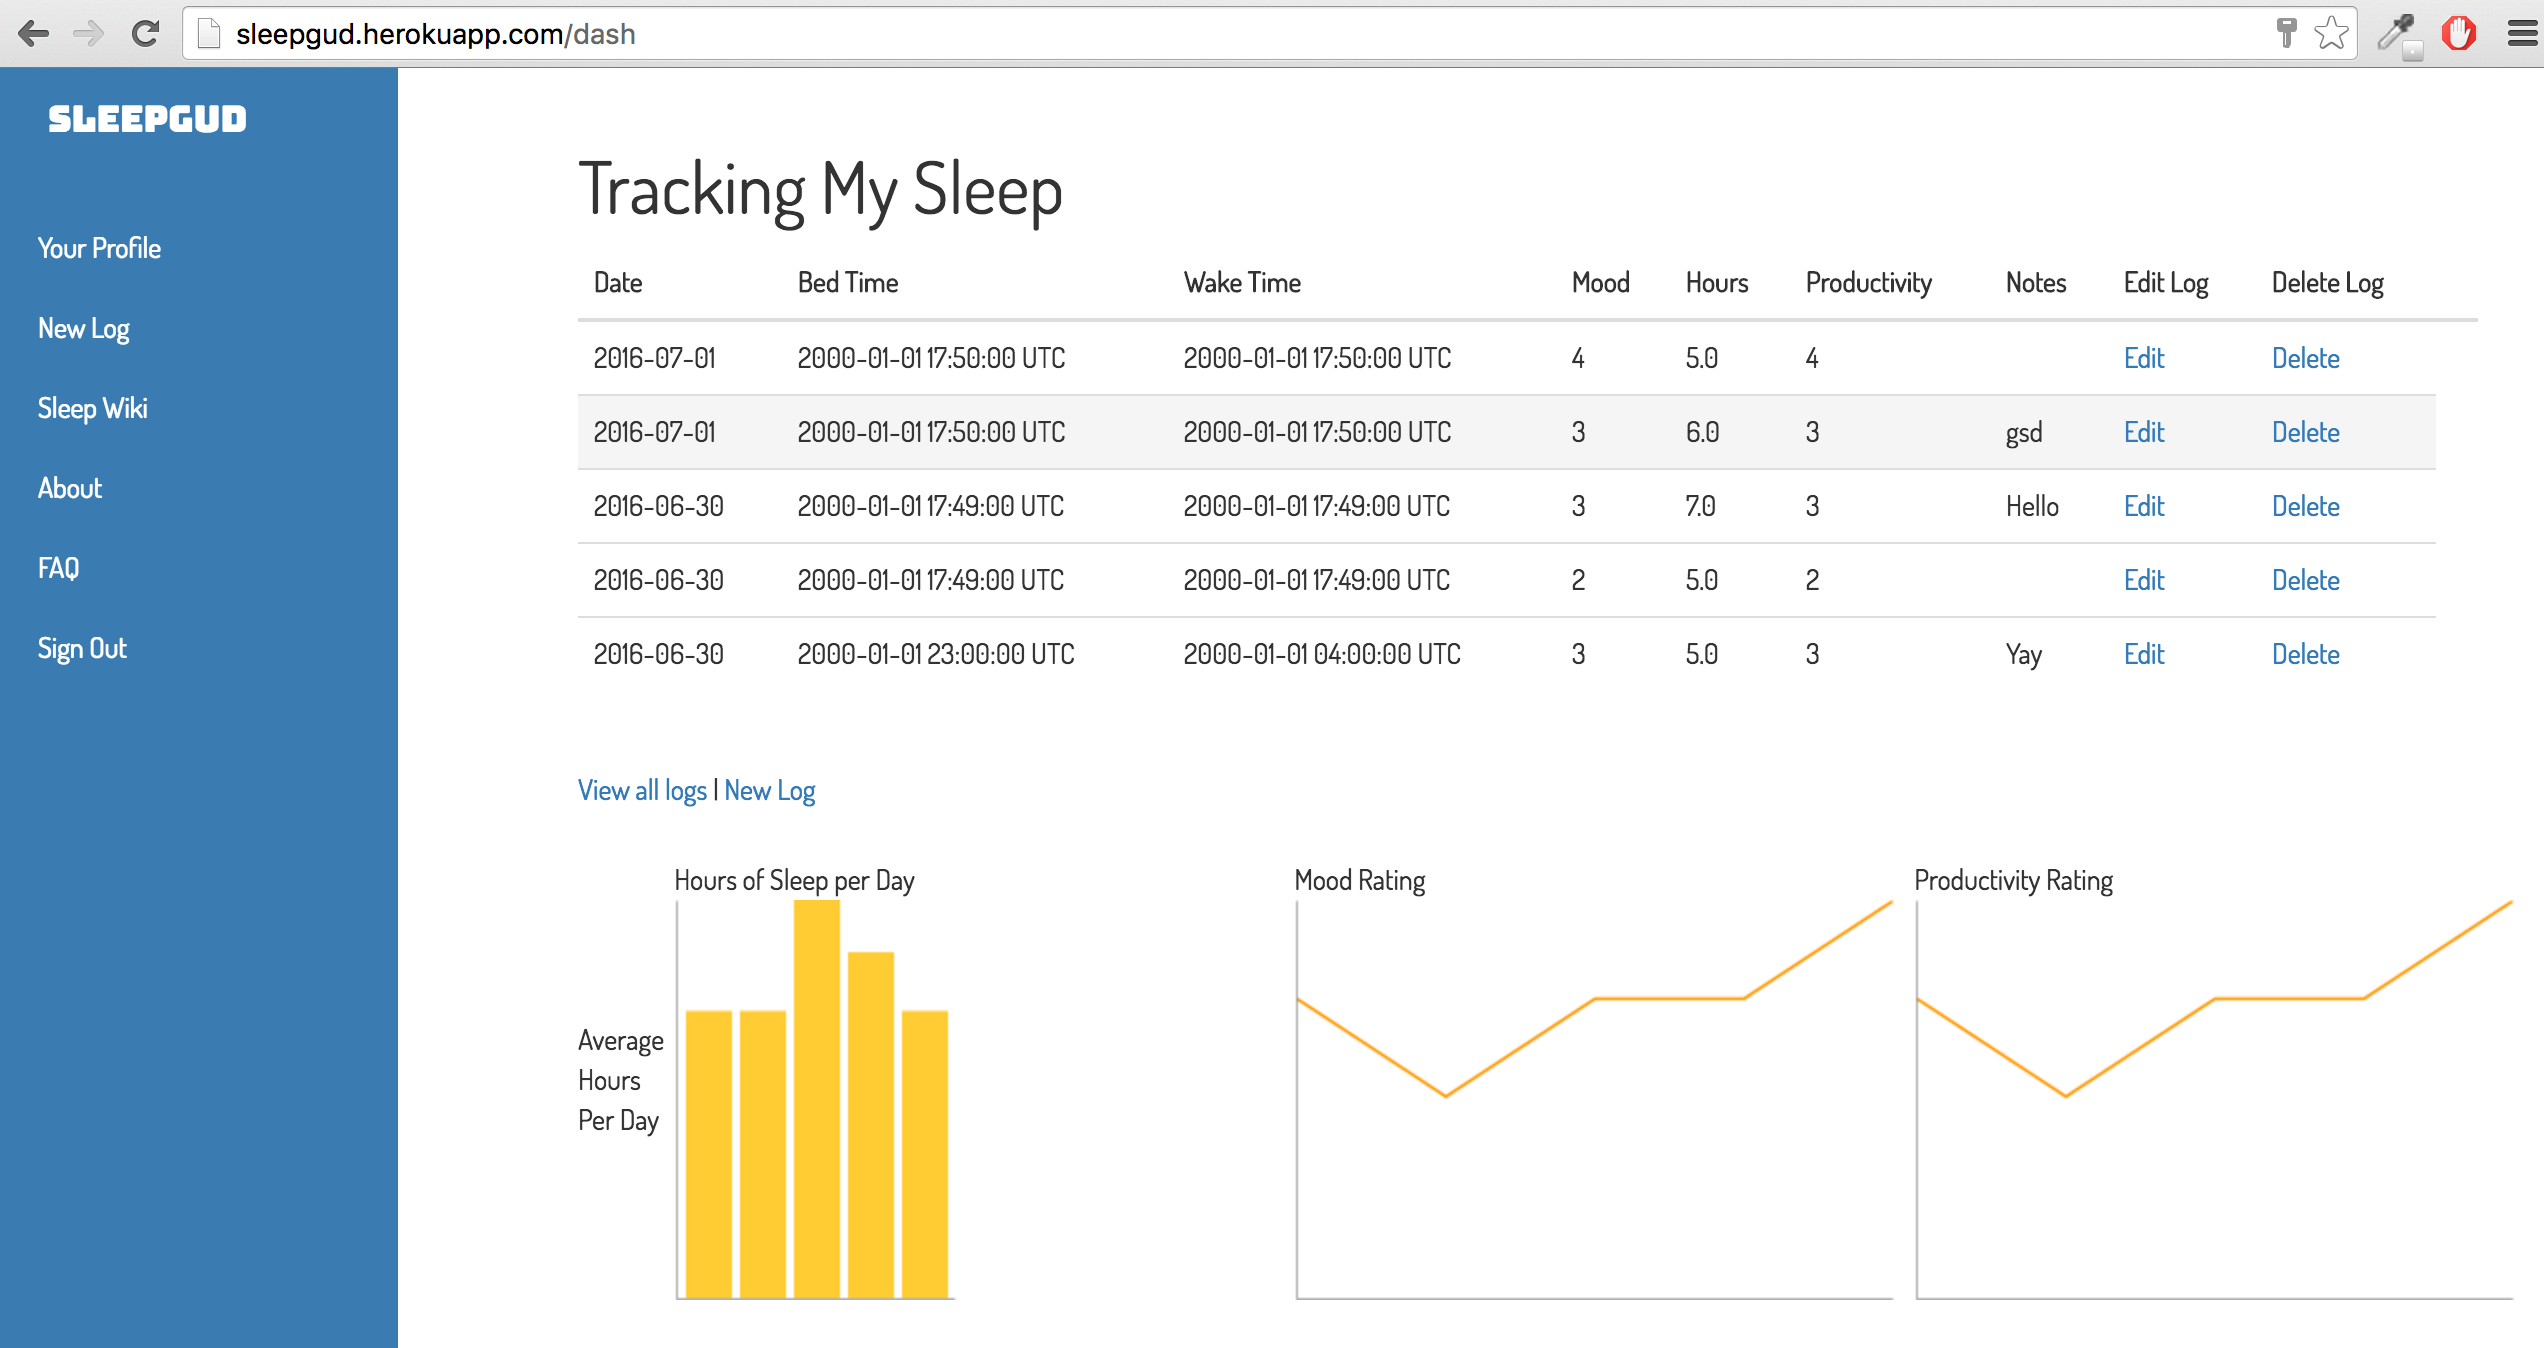 sleepgud.herokuapp.com/dash
SLEEPGUD
Your Profile
New Log
Sleep Wiki
About
FAQ
Sign Out
Tracking My Sleep
Date Bed Time Wake Time Mood Hours Productivity Notes Edit Log Delete Log
2016-07-01 2000-01-01 17:50:00 UTC 2000-01-01 17:50:00 UTC 4 5.0 4 Edit Delete
2016-07-01 2000-01-01 17:50:00 UTC 2000-01-01 17:50:00 UTC 3 6.0 3 gsd Edit Delete
2016-06-30 2000-01-01 17:49:00 UTC 2000-01-01 17:49:00 UTC 3 7.0 3 Hello Edit Delete
2016-06-30 2000-01-01 17:49:00 UTC 2000-01-01 17:49:00 UTC 2 5.0 2 Edit Delete
2016-06-30 2000-01-01 23:00:00 UTC 2000-01-01 04:00:00 UTC 3 5.0 3 Yay Edit Delete
View all logs | New Log
Hours of Sleep per Day
Average
Hours
Per Day
Mood Rating
Productivity Rating